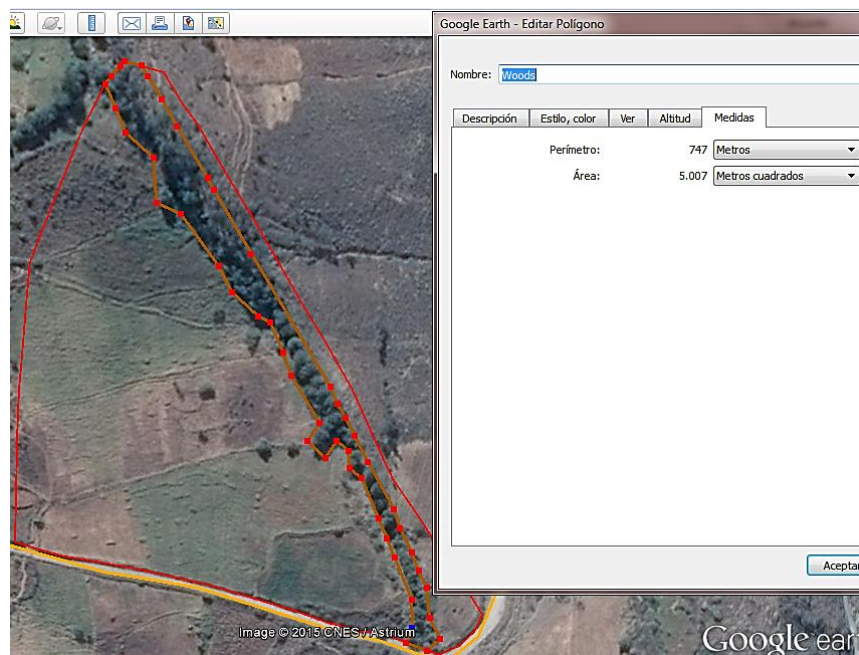 Google Earth - Editar Polígono
Nombre: Woods
Descripción Estilo, color Ver Altitud Medidas
Perímetro: 747 Metros
Área: 5.007 Metros cuadrados
Aceptar
Image © 2015 CNES / Astrium
Google ear